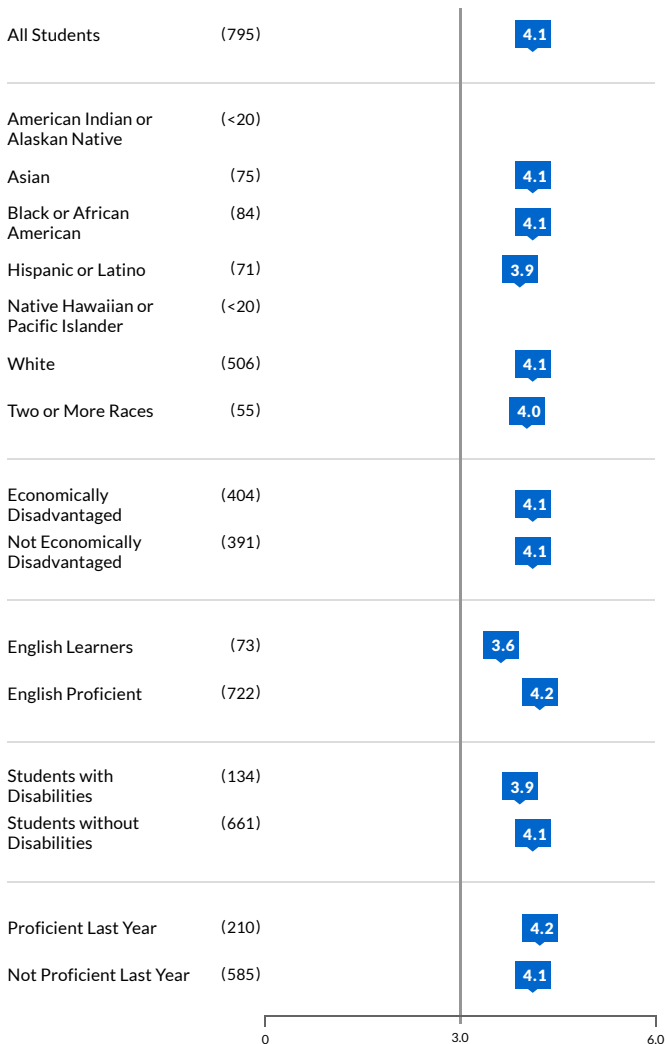 All Students (795) 4.1
American Indian or
Alaskan Native (<20)
Asian (75) 4.1
Black or African
American (84) 4.1
Hispanic or Latino (71) 3.9
Native Hawaiian or
Pacific Islander (<20)
White (506) 4.1
Two or More Races (55) 4.0
Economically
Disadvantaged (404) 4.1
Not Economically
Disadvantaged (391) 4.1
English Learners (73) 3.6
English Proficient (722) 4.2
Students with
Disabilities (134) 3.9
Students without
Disabilities (661) 4.1
Proficient Last Year (210) 4.2
Not Proficient Last Year (585) 4.1
0 3.0 6.0